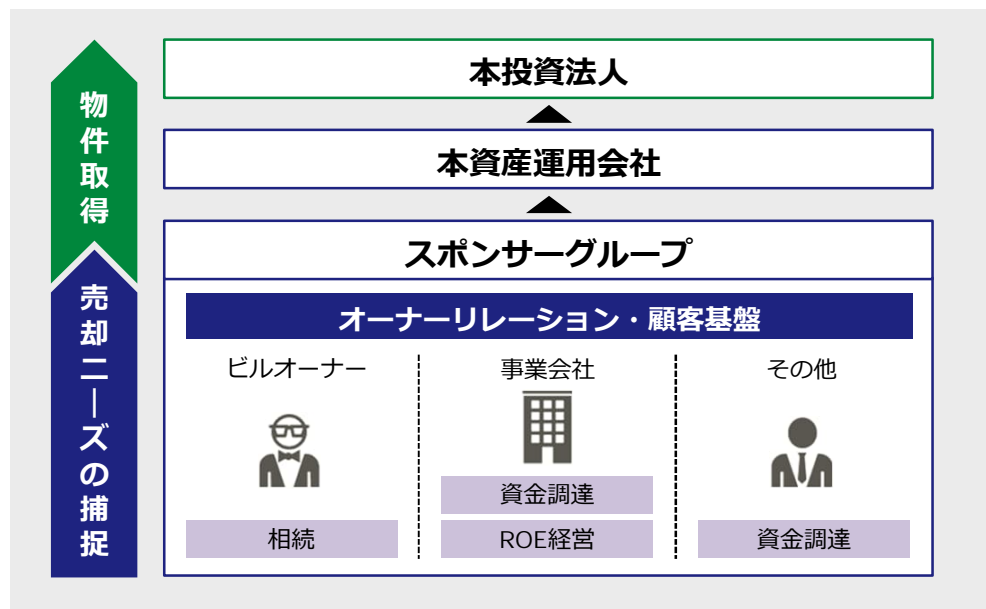 物件取得
売却ニーズの捕捉
本投資法人
本資産運用会社
スポンサーグループ
オーナーリレーション・顧客基盤
ビルオーナー
相続
事業会社
資金調達
ROE経営
その他
資金調達